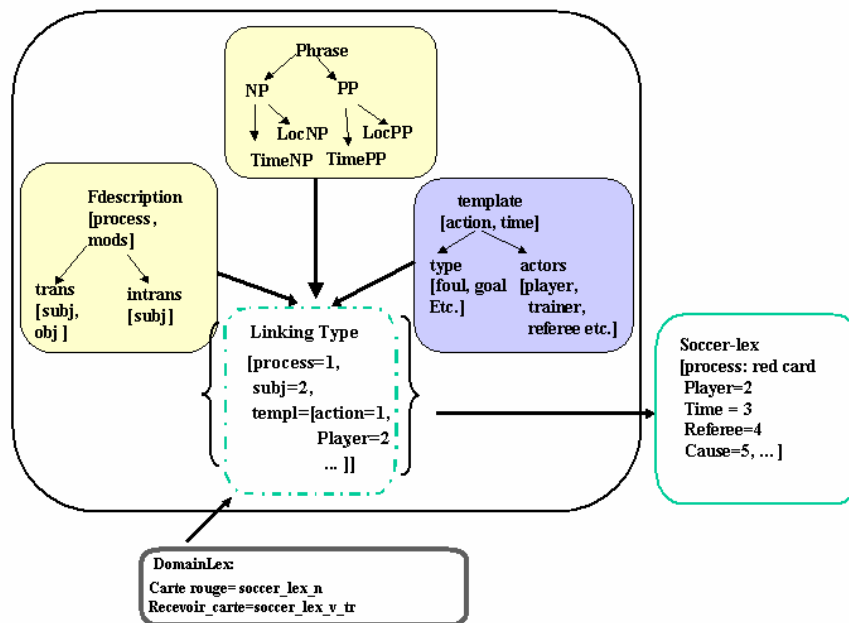 Phrase
NP PP
LocNP LocPP
TimeNP TimePP
Fdescription
[process,
mods]
trans
[subj,
obj ]
intrans
[subj]
template
[action, time]
type
[foul, goal
Etc.]
actors
[player,
trainer,
referee etc.]
Linking Type
[process=1,
subj=2,
templ=[action=1,
Player=2
... ]]
Soccer-lex
[process: red card
Player=2
Time = 3
Referee=4
Cause=5, ... ]
DomainLex:
Carte rouge= soccer_lex_n
Recevoir_carte=soccer_lex_v_tr